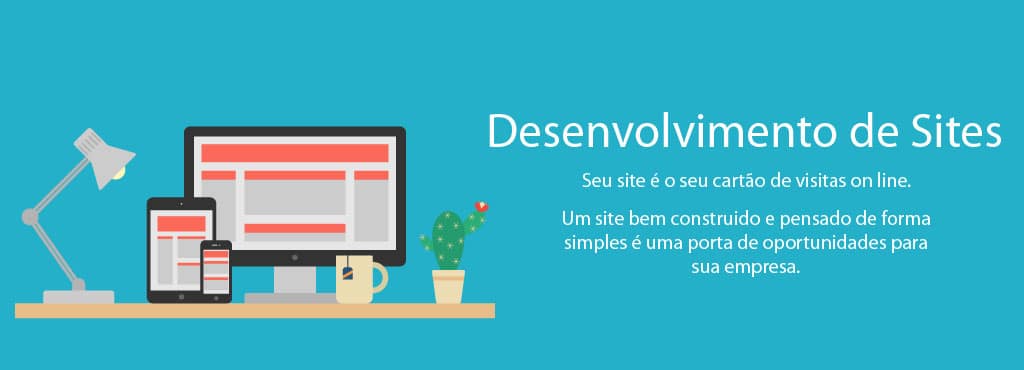 Desenvolvimento de Sites
Seu site é o seu cartão de visitas on line.
Um site bem construido e pensado de forma
simples é uma porta de oportunidades para
sua empresa.